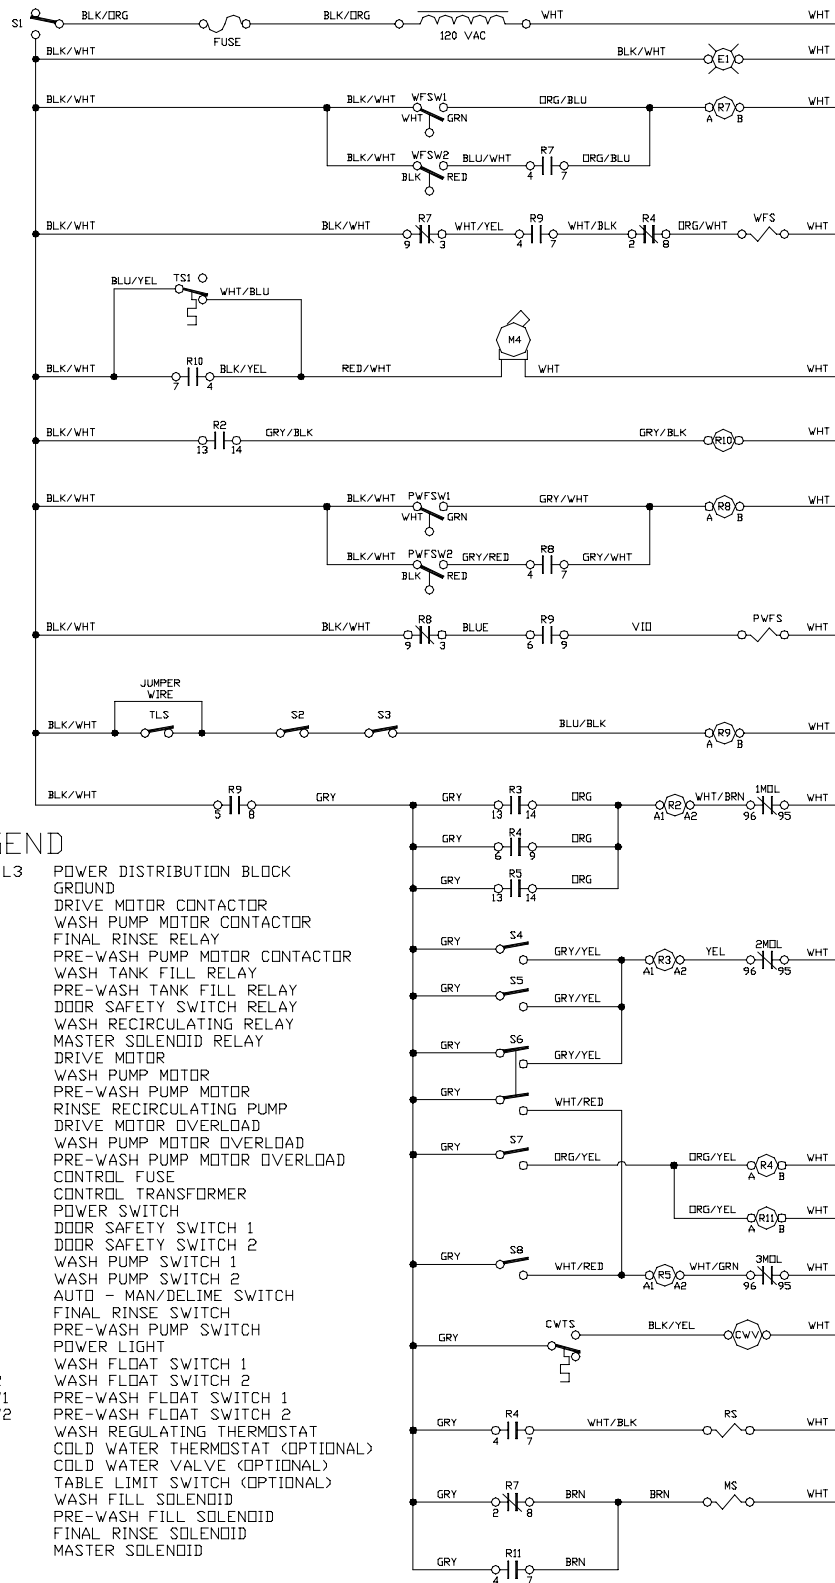 S1 BLK/ORG FUSE BLK/ORG 120 VAC WHT WHT
BLK/WHT BLK/WHT E1 WHT
BLK/WHT BLK/WHT WFSW1 ORG/BLU R7 WHT
WHT GRN A B
BLK/WHT WFSW2 BLU/WHT R7 ORG/BLU
BLK RED 4 7
BLK/WHT BLK/WHT R7 WHT/YEL R9 WHT/BLK R4 ORG/WHT WFS WHT
9 3 4 7 2 8
BLU/YEL TS1 WHT/BLU
M4
BLK/WHT R10 BLK/YEL RED/WHT WHT WHT
7 4
BLK/WHT R2 GRY/BLK GRY/BLK R10 WHT
13 14
BLK/WHT BLK/WHT PWFSW1 GRY/WHT R8 WHT
WHT GRN A B
BLK/WHT PWFSW2 GRY/RED R8 GRY/WHT
BLK RED 4 7
BLK/WHT BLK/WHT R8 BLUE R9 VIO PWFS WHT
9 3 6 9
JUMPER
WIRE
BLK/WHT TLS S2 S3 BLU/BLK R9 WHT
A B
BLK/WHT R9 GRY GRY R3 ORG R2 WHT/BRN 1MOL WHT
5 8 13 14 A1 A2 96 95
GRY R4 ORG
6 9
GRY R5 ORG
13 14
GEND
L3 POWER DISTRIBUTION BLOCK
GROUND
DRIVE MOTOR CONTACTOR
WASH PUMP MOTOR CONTACTOR
FINAL RINSE RELAY
PRE-WASH PUMP MOTOR CONTACTOR
WASH TANK FILL RELAY
PRE-WASH TANK FILL RELAY
DOOR SAFETY SWITCH RELAY
WASH RECIRCULATING RELAY
MASTER SOLENOID RELAY
DRIVE MOTOR
WASH PUMP MOTOR
PRE-WASH PUMP MOTOR
RINSE RECIRCULATING PUMP
DRIVE MOTOR OVERLOAD
WASH PUMP MOTOR OVERLOAD
PRE-WASH PUMP MOTOR OVERLOAD
CONTROL FUSE
CONTROL TRANSFORMER
POWER SWITCH
DOOR SAFETY SWITCH 1
DOOR SAFETY SWITCH 2
WASH PUMP SWITCH 1
WASH PUMP SWITCH 2
AUTO - MAN/DELIME SWITCH
FINAL RINSE SWITCH
PRE-WASH PUMP SWITCH
POWER LIGHT
WASH FLOAT SWITCH 1
2 WASH FLOAT SWITCH 2
/1 PRE-WASH FLOAT SWITCH 1
/2 PRE-WASH FLOAT SWITCH 2
WASH REGULATING THERMOSTAT
COLD WATER THERMOSTAT (OPTIONAL)
COLD WATER VALVE (OPTIONAL)
TABLE LIMIT SWITCH (OPTIONAL)
WASH FILL SOLENOID
PRE-WASH FILL SOLENOID
FINAL RINSE SOLENOID
MASTER SOLENOID
GRY S4 GRY/YEL R3 YEL 2MOL WHT
A1 A2 96 95
GRY S5 GRY/YEL
GRY S6 GRY/YEL
GRY WHT/RED
GRY S7 ORG/YEL ORG/YEL R4 WHT
A B
ORG/YEL R11 WHT
A B
GRY S8 WHT/RED R5 WHT/GRN 3MOL WHT
A1 A2 96 95
GRY CWTS BLK/YEL CWV WHT
GRY R4 WHT/BLK RS WHT
4 7
GRY R7 BRN BRN MS WHT
2 8
GRY R11 BRN
4 7